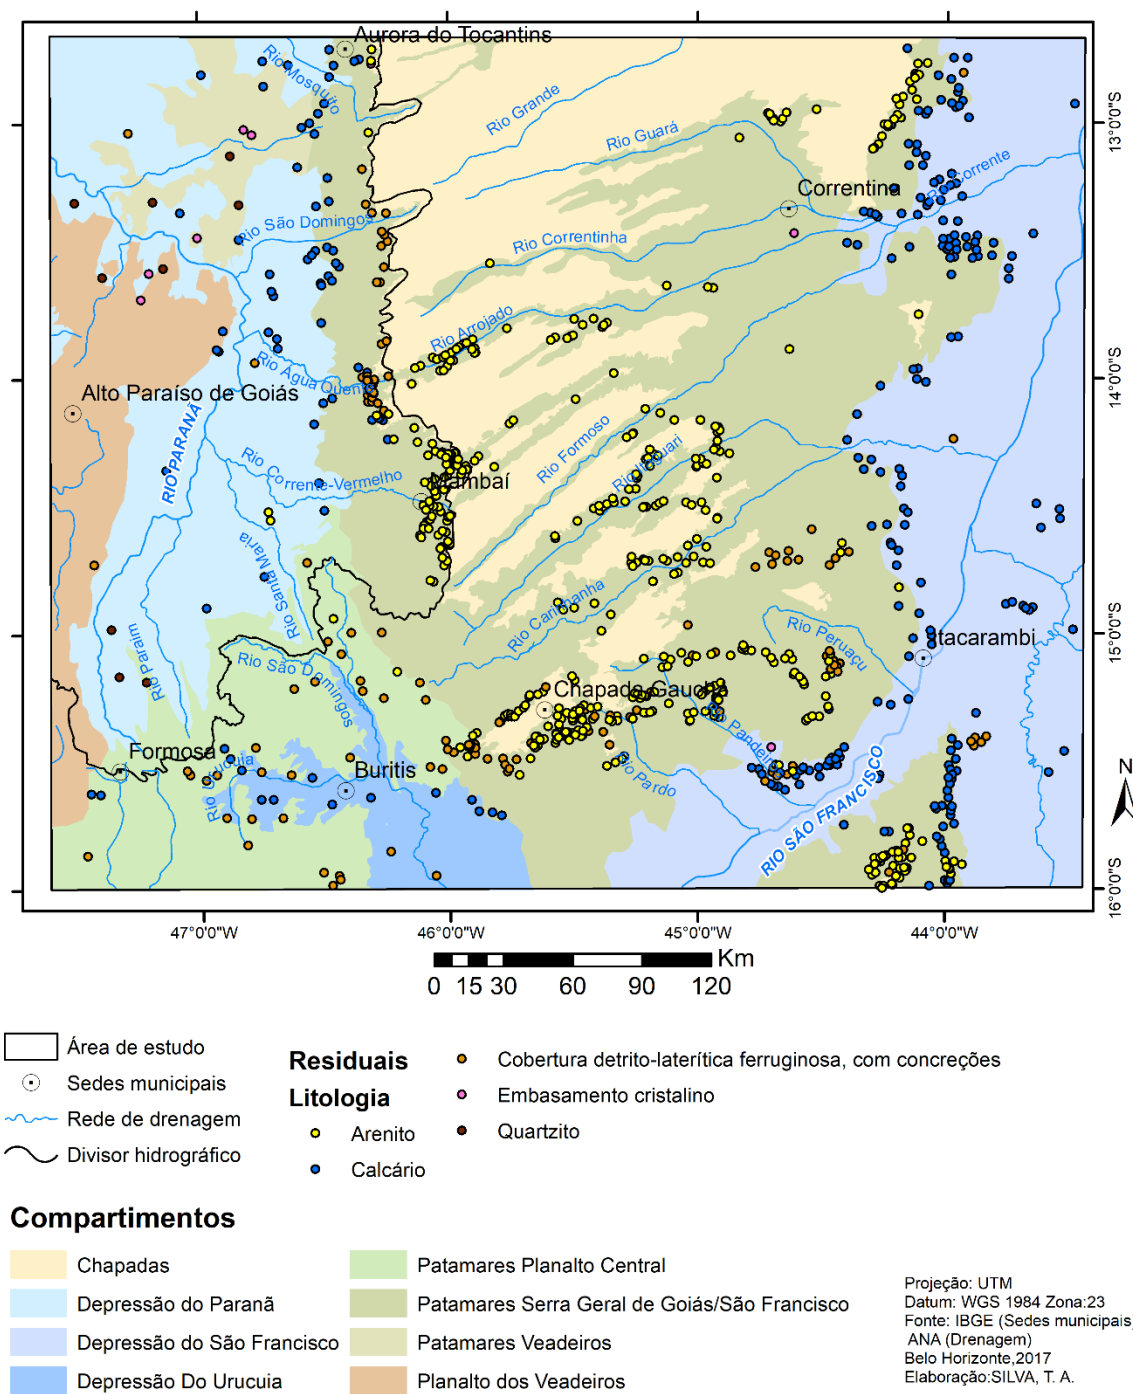 Aurora do Tocantins
Rio Mosquito
Rio Grande
Rio Guará
13°0'0"S
Correntina
Rio Corrente
Rio São Domingos
Rio Correntinha
Rio Arrojado
Rio Água Quente
14°0'0"S
Alto Paraíso de Goiás
RIO PARANÃ
Rio Formoso
Rio Itaguari
Rio Corrente-Vermelho
Mambaí
Rio Santa Maria
Rio Carinhanha
Rio Peruaçu
15°0'0"S
Itacarambi
Rio Paraim
Rio São Domingos
Chapada Gaúcha
Rio Pandeiros
Formosa
Rio Urucuia
Buritis
Rio Pardo
RIO SÃO FRANCISCO
N
16°0'0"S
47°0'0"W
46°0'0"W
45°0'0"W
44°0'0"W
Km
0 15 30 60 90 120
Área de estudo
Sedes municipais
Rede de drenagem
Divisor hidrográfico
Residuais
Litologia
Arenito
Calcário
Cobertura detrito-laterítica ferruginosa, com concreções
Embasamento cristalino
Quartzito
Compartimentos
Chapadas
Depressão do Paranã
Depressão do São Francisco
Depressão Do Urucuia
Patamares Planalto Central
Patamares Serra Geral de Goiás/São Francisco
Patamares Veadeiros
Planalto dos Veadeiros
Projeção: UTM
Datum: WGS 1984 Zona:23
Fonte: IBGE (Sedes municipais)
ANA (Drenagem)
Belo Horizonte,2017
Elaboração:SILVA, T. A.